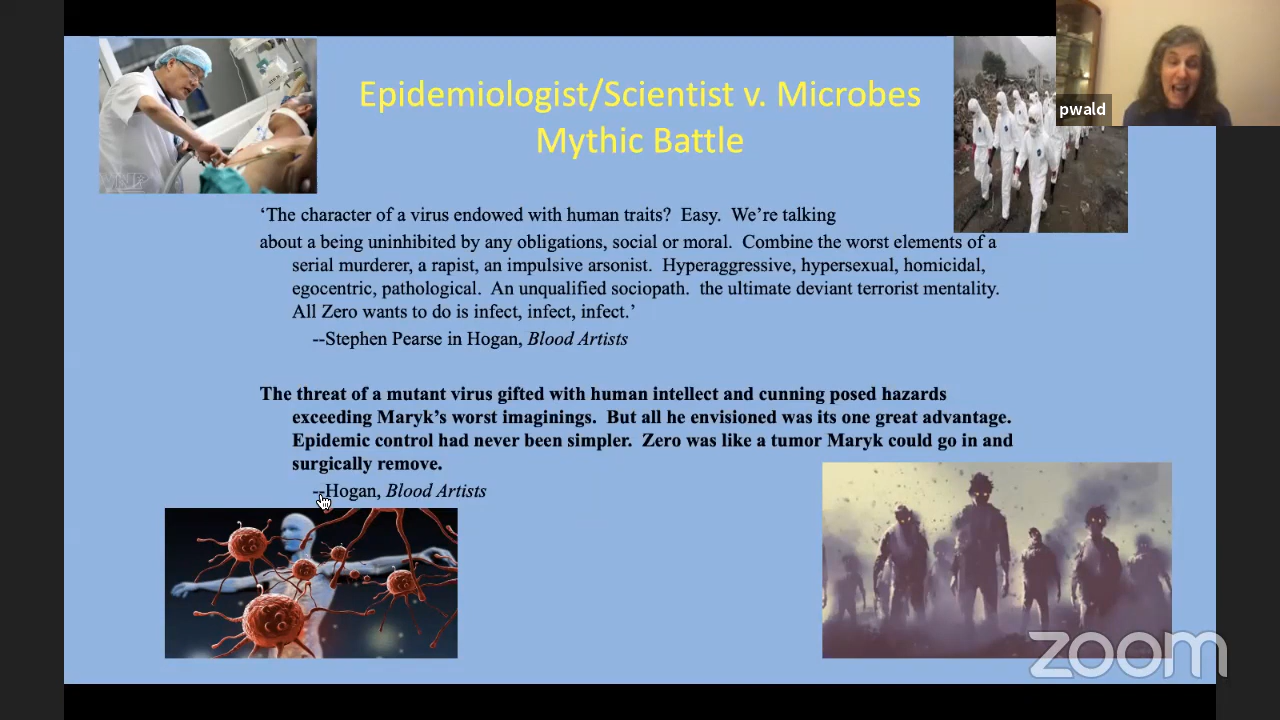 Epidemiologist/Scientist v. Microbes
Mythic Battle
pwald
‘The character of a virus endowed with human traits?  Easy.  We’re talking
about a being uninhibited by any obligations, social or moral.  Combine the worst elements of a
serial murderer, a rapist, an impulsive arsonist.  Hyperaggressive, hypersexual, homicidal,
egocentric, pathological.  An unqualified sociopath.  the ultimate deviant terrorist mentality.
All Zero wants to do is infect, infect, infect.’
--Stephen Pearse in Hogan, Blood Artists
The threat of a mutant virus gifted with human intellect and cunning posed hazards
exceeding Maryk’s worst imaginings.  But all he envisioned was its one great advantage.
Epidemic control had never been simpler.  Zero was like a tumor Maryk could go in and
surgically remove.
--Hogan, Blood Artists
zoom